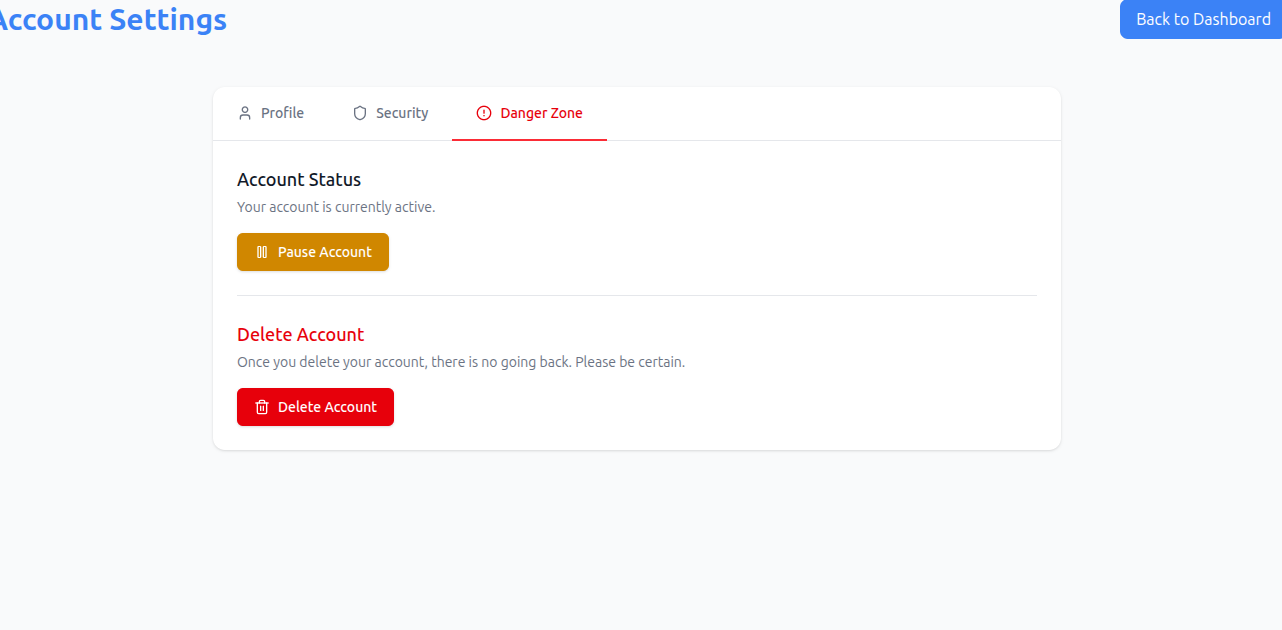 Account Settings
Back to Dashboard
Profile
Security
Danger Zone
Account Status
Your account is currently active.
Pause Account
Delete Account
Once you delete your account, there is no going back. Please be certain.
Delete Account